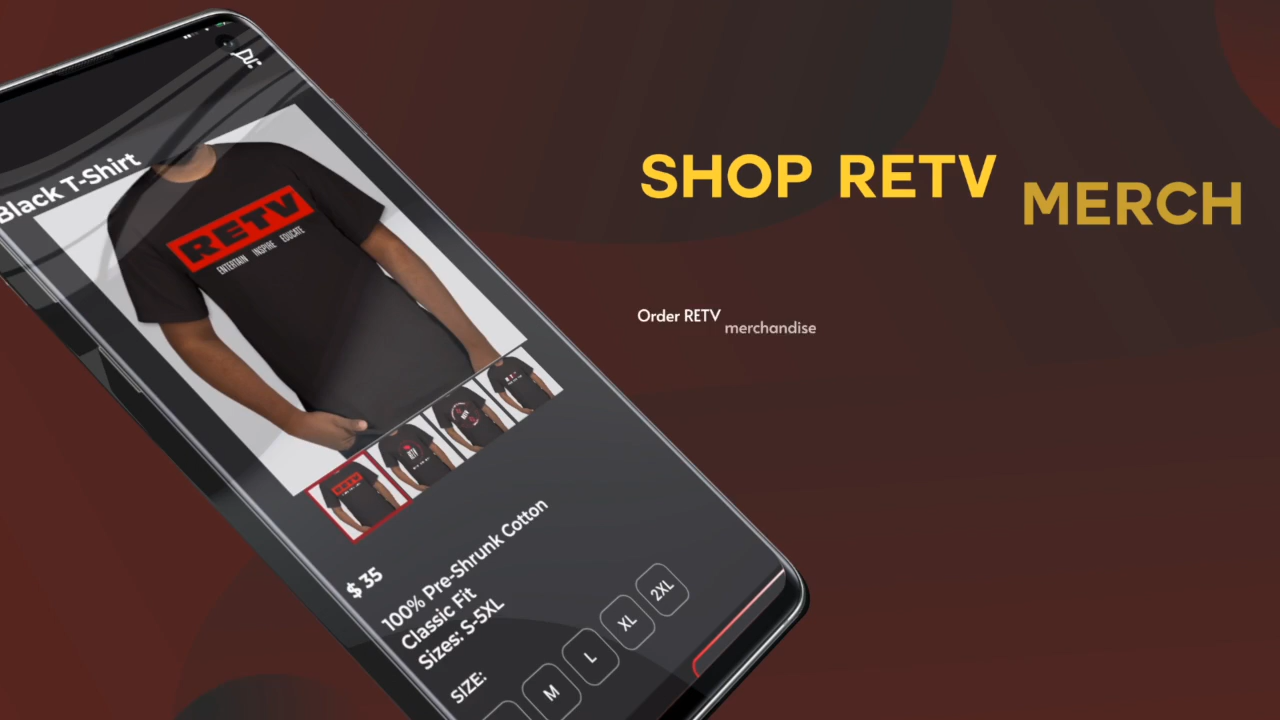 SHOP RETV MERCH
Order RETV merchandise
Black T-Shirt
RETV
ENTERTAIN INSPIRE EDUCATE
$ 35
100% Pre-Shrunk Cotton
Classic Fit
Sizes: S-5XL
SIZE:
M
L
XL
2XL